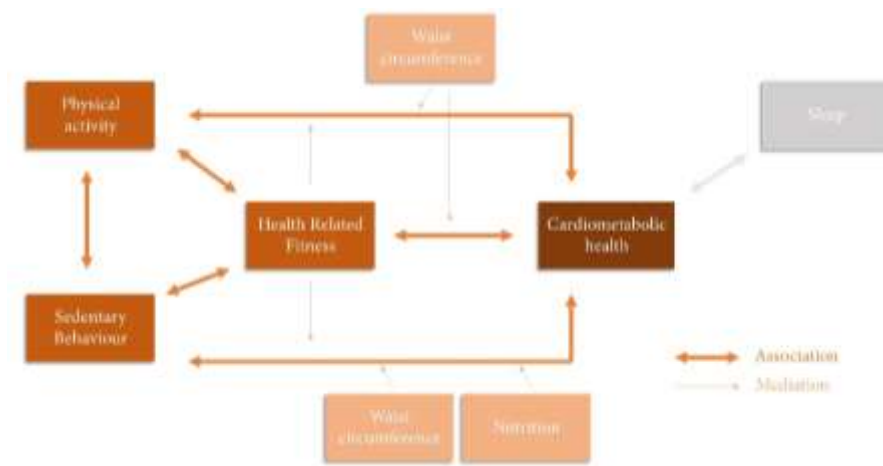 Waist
circumference
Physical
activity
Sleep
Health Related
Fitness
Cardiometabolic
health
Sedentary
Behaviour
Association
Mediation
Waist
circumference
Nutrition